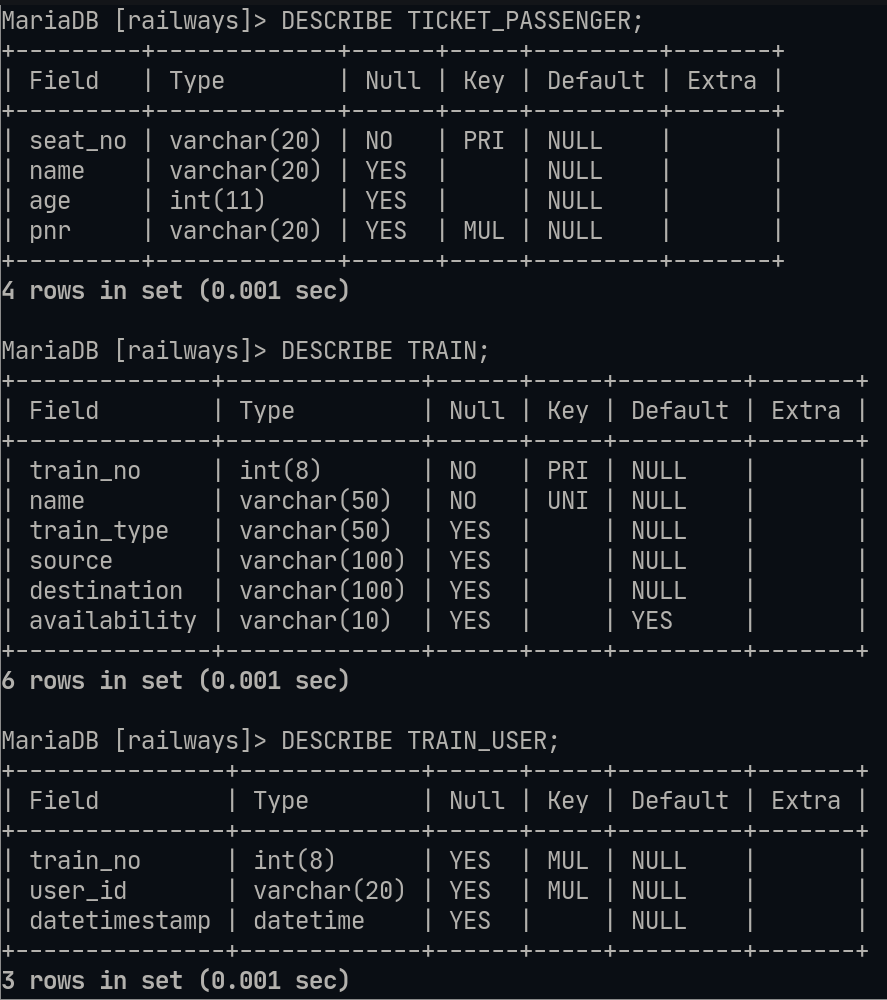 MariaDB [railways]> DESCRIBE TICKET_PASSENGER;
+---------+-------------+------+-----+---------+-------+
| Field   | Type        | Null | Key | Default | Extra |
+---------+-------------+------+-----+---------+-------+
| seat_no | varchar(20) | NO   | PRI | NULL    |       |
| name    | varchar(20) | YES  |     | NULL    |       |
| age     | int(11)     | YES  |     | NULL    |       |
| pnr     | varchar(20) | YES  | MUL | NULL    |       |
+---------+-------------+------+-----+---------+-------+
4 rows in set (0.001 sec)

MariaDB [railways]> DESCRIBE TRAIN;
+--------------+--------------+------+-----+---------+-------+
| Field        | Type         | Null | Key | Default | Extra |
+--------------+--------------+------+-----+---------+-------+
| train_no     | int(8)       | NO   | PRI | NULL    |       |
| name         | varchar(50)  | NO   | UNI | NULL    |       |
| train_type   | varchar(50)  | YES  |     | NULL    |       |
| source       | varchar(100) | YES  |     | NULL    |       |
| destination  | varchar(100) | YES  |     | NULL    |       |
| availability | varchar(10)  | YES  |     | YES     |       |
+--------------+--------------+------+-----+---------+-------+
6 rows in set (0.001 sec)

MariaDB [railways]> DESCRIBE TRAIN_USER;
+---------------+-------------+------+-----+---------+-------+
| Field         | Type        | Null | Key | Default | Extra |
+---------------+-------------+------+-----+---------+-------+
| train_no      | int(8)      | YES  | MUL | NULL    |       |
| user_id       | varchar(20) | YES  | MUL | NULL    |       |
| datetimestamp | datetime    | YES  |     | NULL    |       |
+---------------+-------------+------+-----+---------+-------+
3 rows in set (0.001 sec)